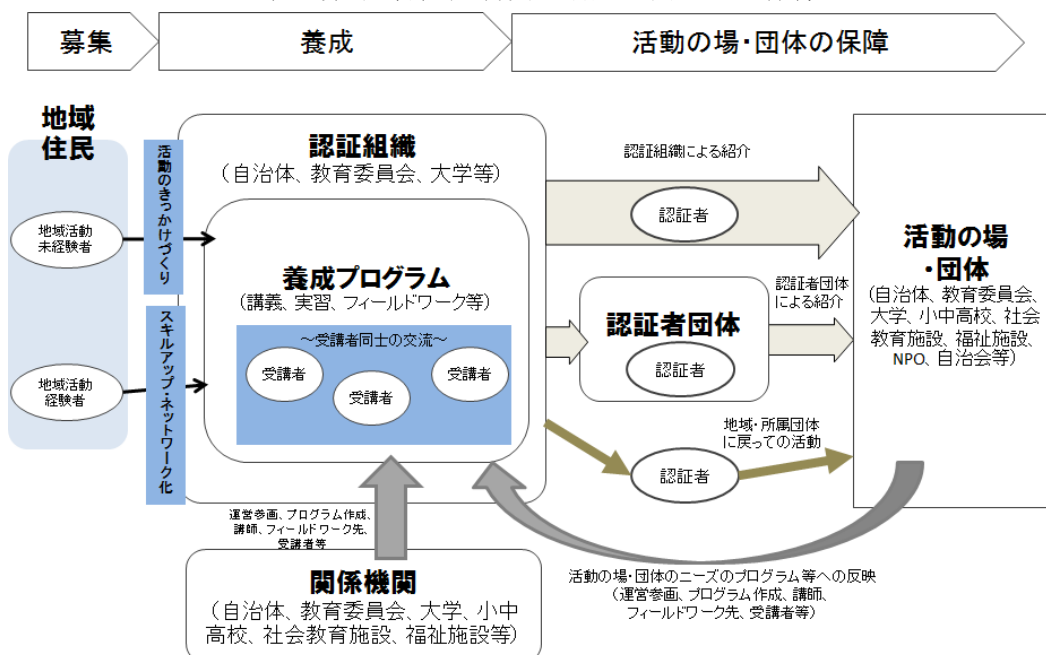 募集
養成
活動の場・団体の保障
地域
住民
地域活動
未経験者
地域活動
経験者
活動のきっかけづくり
スキルアップ・ネットワーク化
認証組織
(自治体、教育委員会、大学等)
養成プログラム
(講義、実習、フィールドワーク等)
～受講者同士の交流～
受講者
受講者
受講者
認証組織による紹介
認証者
認証者団体
認証者
認証者団体
による紹介
認証者
地域・所属団体
に戻っての活動
活動の場
・団体
(自治体、教育委員会、
大学、小中高校、社会
教育施設、福祉施設、
NPO、自治会等)
運営参画、プログラム作成、
講師、フィールドワーク先、
受講者等
関係機関
(自治体、教育委員会、大学、小中
高校、社会教育施設、福祉施設等)
活動の場・団体のニーズのプログラム等への反映
(運営参画、プログラム作成、講師、
フィールドワーク先、受講者等)